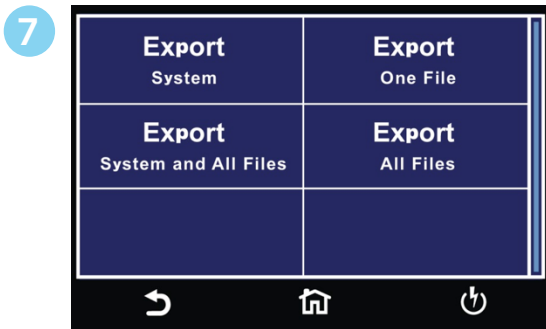 7
Export
System
Export
One File
Export
System and All Files
Export
All Files